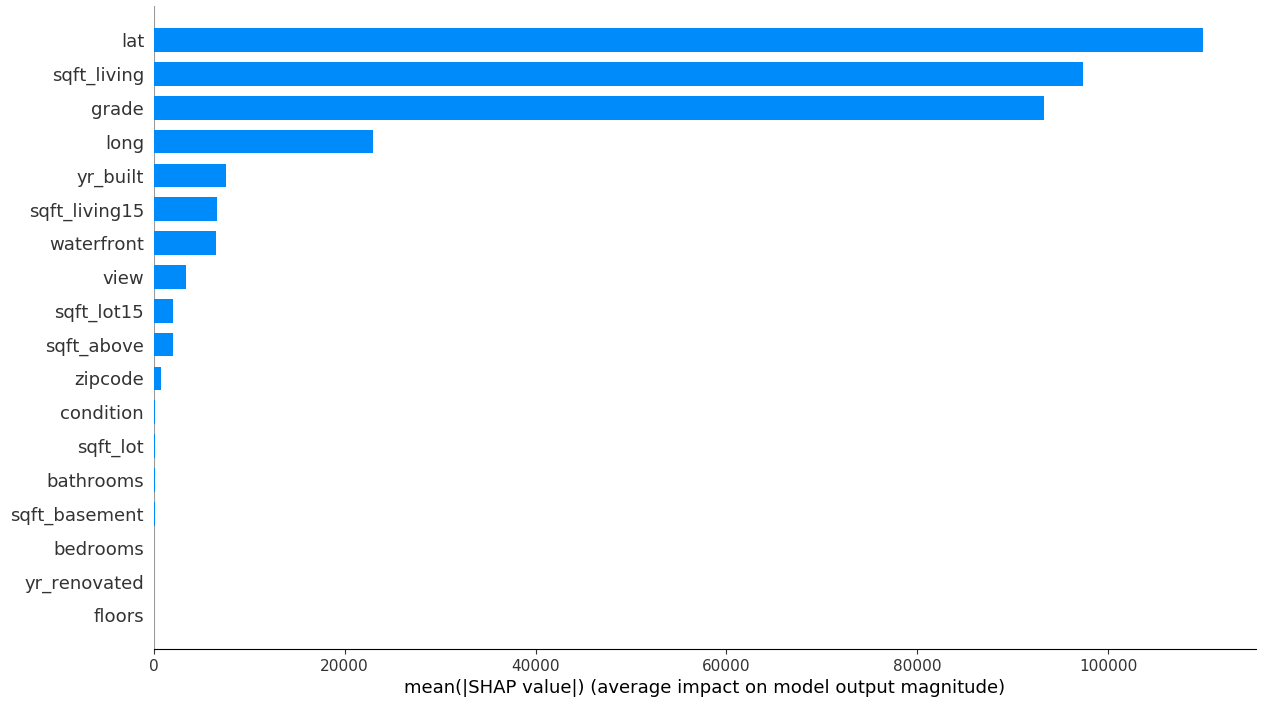 lat
sqft_living
grade
long
yr_built
sqft_living15
waterfront
view
sqft_lot15
sqft_above
zipcode
condition
sqft_lot
bathrooms
sqft_basement
bedrooms
yr_renovated
floors
0 20000 40000 60000 80000 100000
mean(|SHAP value|) (average impact on model output magnitude)